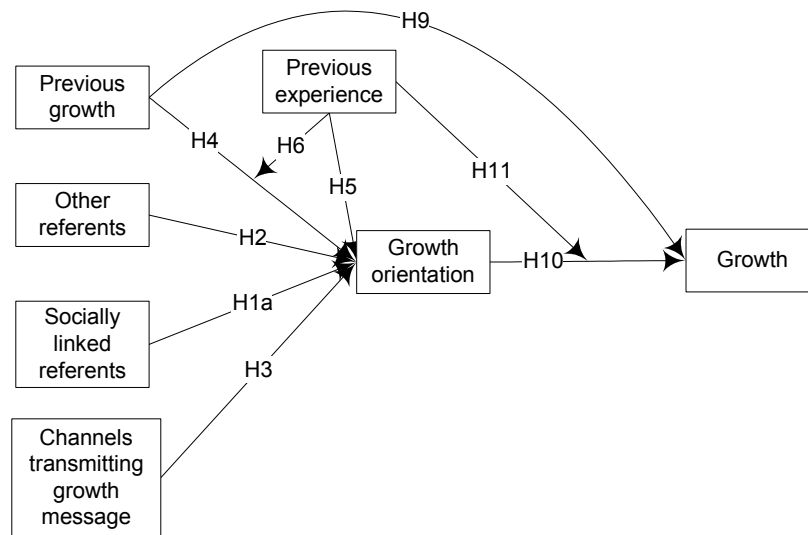 H9
Previous
growth
Previous
experience
H4
H6
H11
H5
Other
referents
H2
Growth
orientation
H10
Growth
Socially
linked
referents
H1a
H3
Channels
transmitting
growth
message